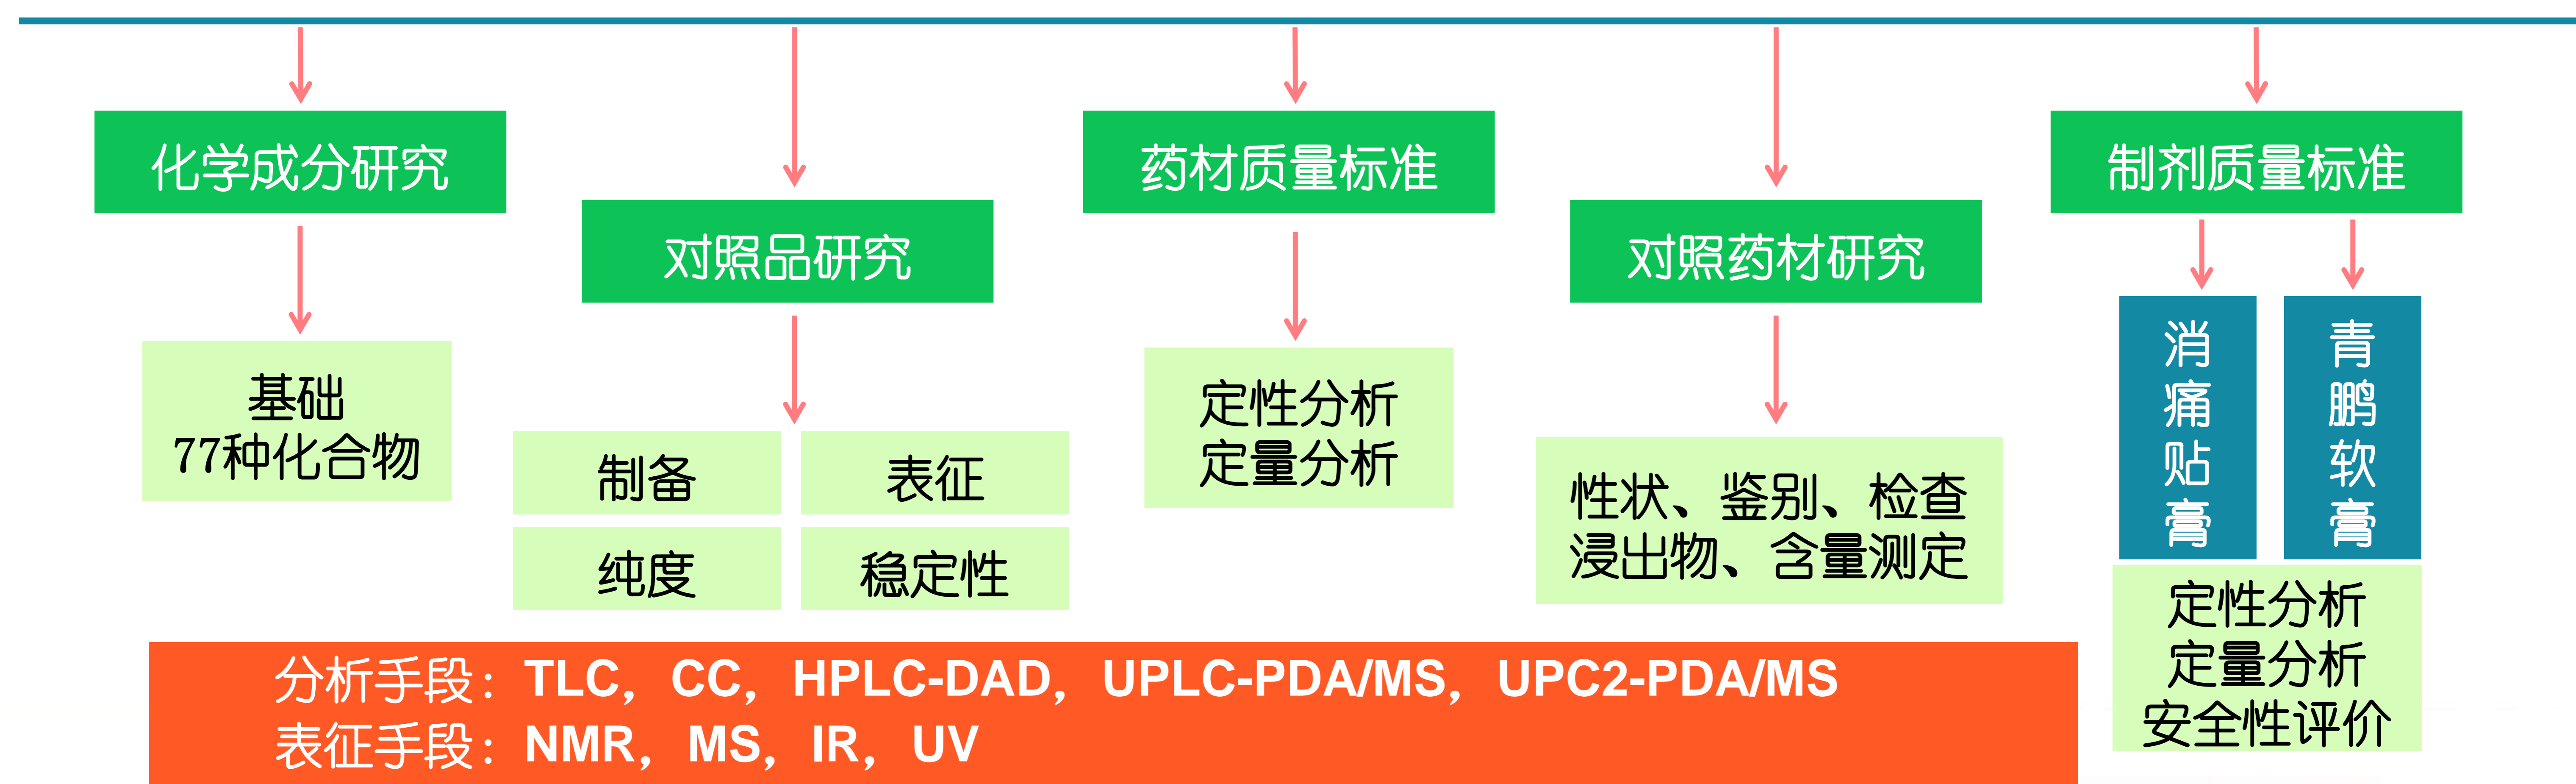 化学成分研究
基础
77种化合物
对照品研究
制备
表征
纯度
稳定性
药材质量标准
定性分析
定量分析
对照药材研究
性状、鉴别、检查
浸出物、含量测定
制剂质量标准
消痛贴膏
青鹏软膏
定性分析
定量分析
安全性评价
分析手段：TLC，CC，HPLC-DAD，UPLC-PDA/MS，UPC2-PDA/MS
表征手段：NMR，MS，IR，UV